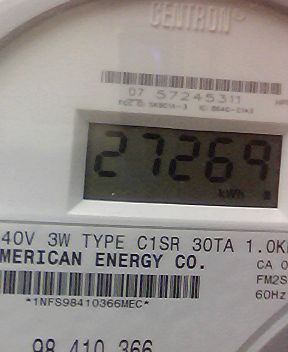 CENTRON®
07 57245311
27269
kWh
40V 3W TYPE C1SR 30TA 1.0K
MERICAN ENERGY CO.
CA 0
FM2S
60Hz
*1NFS98410366MEC*
98 410 366